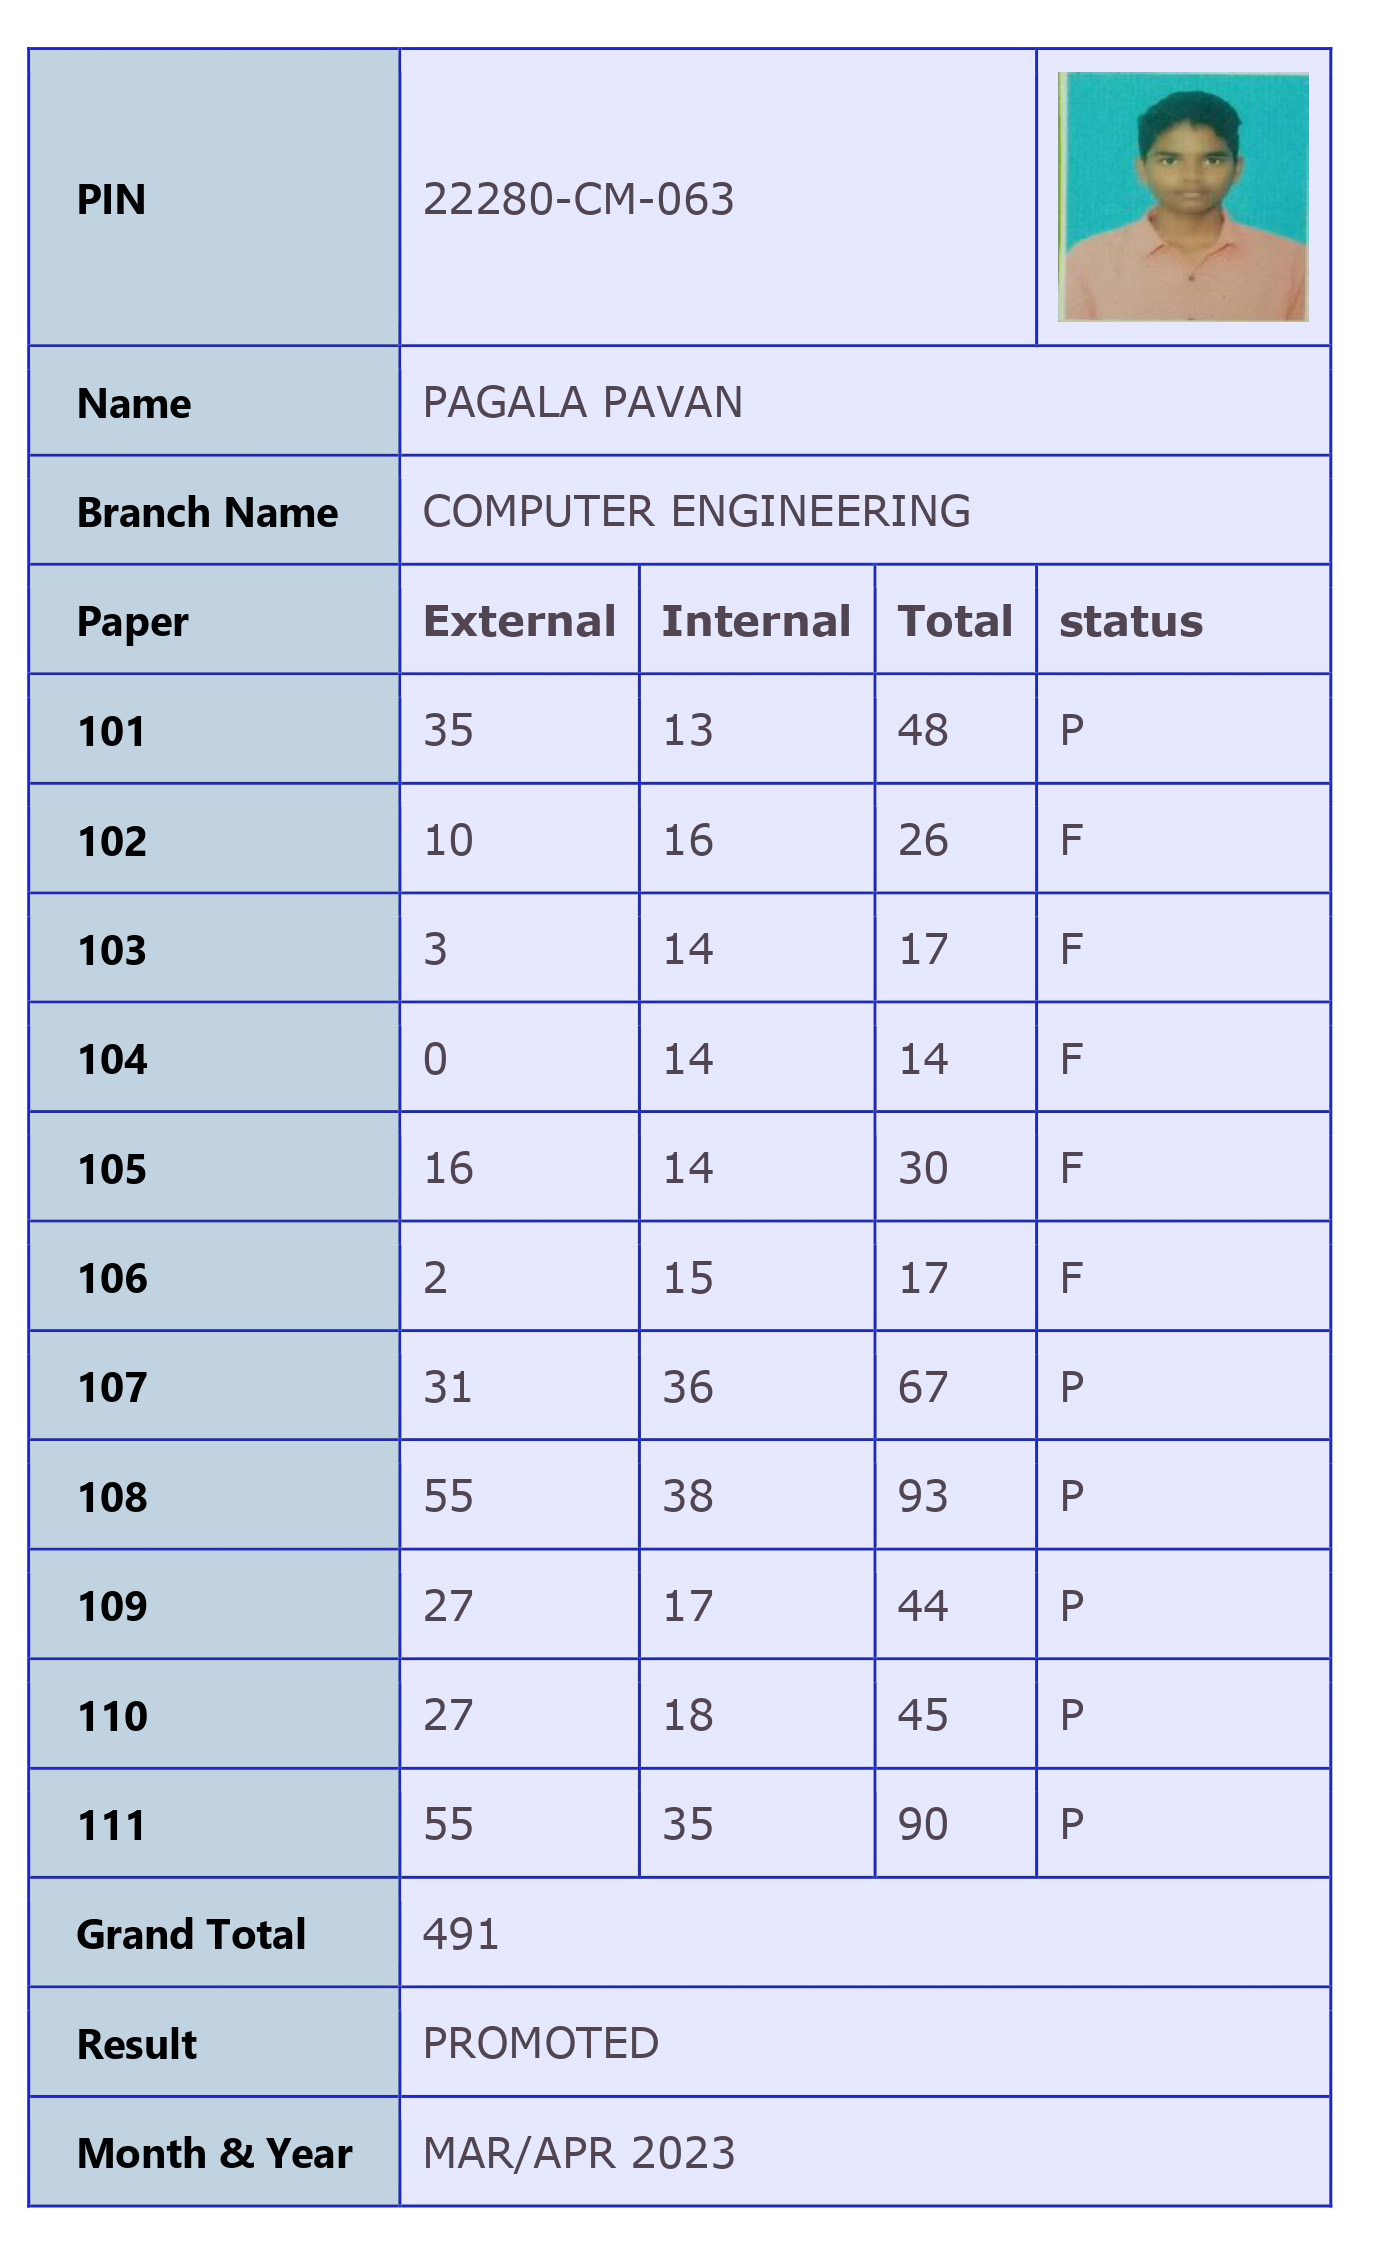 PIN 22280-CM-063
Name PAGALA PAVAN
Branch Name COMPUTER ENGINEERING
Paper External Internal Total status
101 35 13 48 P
102 10 16 26 F
103 3 14 17 F
104 0 14 14 F
105 16 14 30 F
106 2 15 17 F
107 31 36 67 P
108 55 38 93 P
109 27 17 44 P
110 27 18 45 P
111 55 35 90 P
Grand Total 491
Result PROMOTED
Month & Year MAR/APR 2023